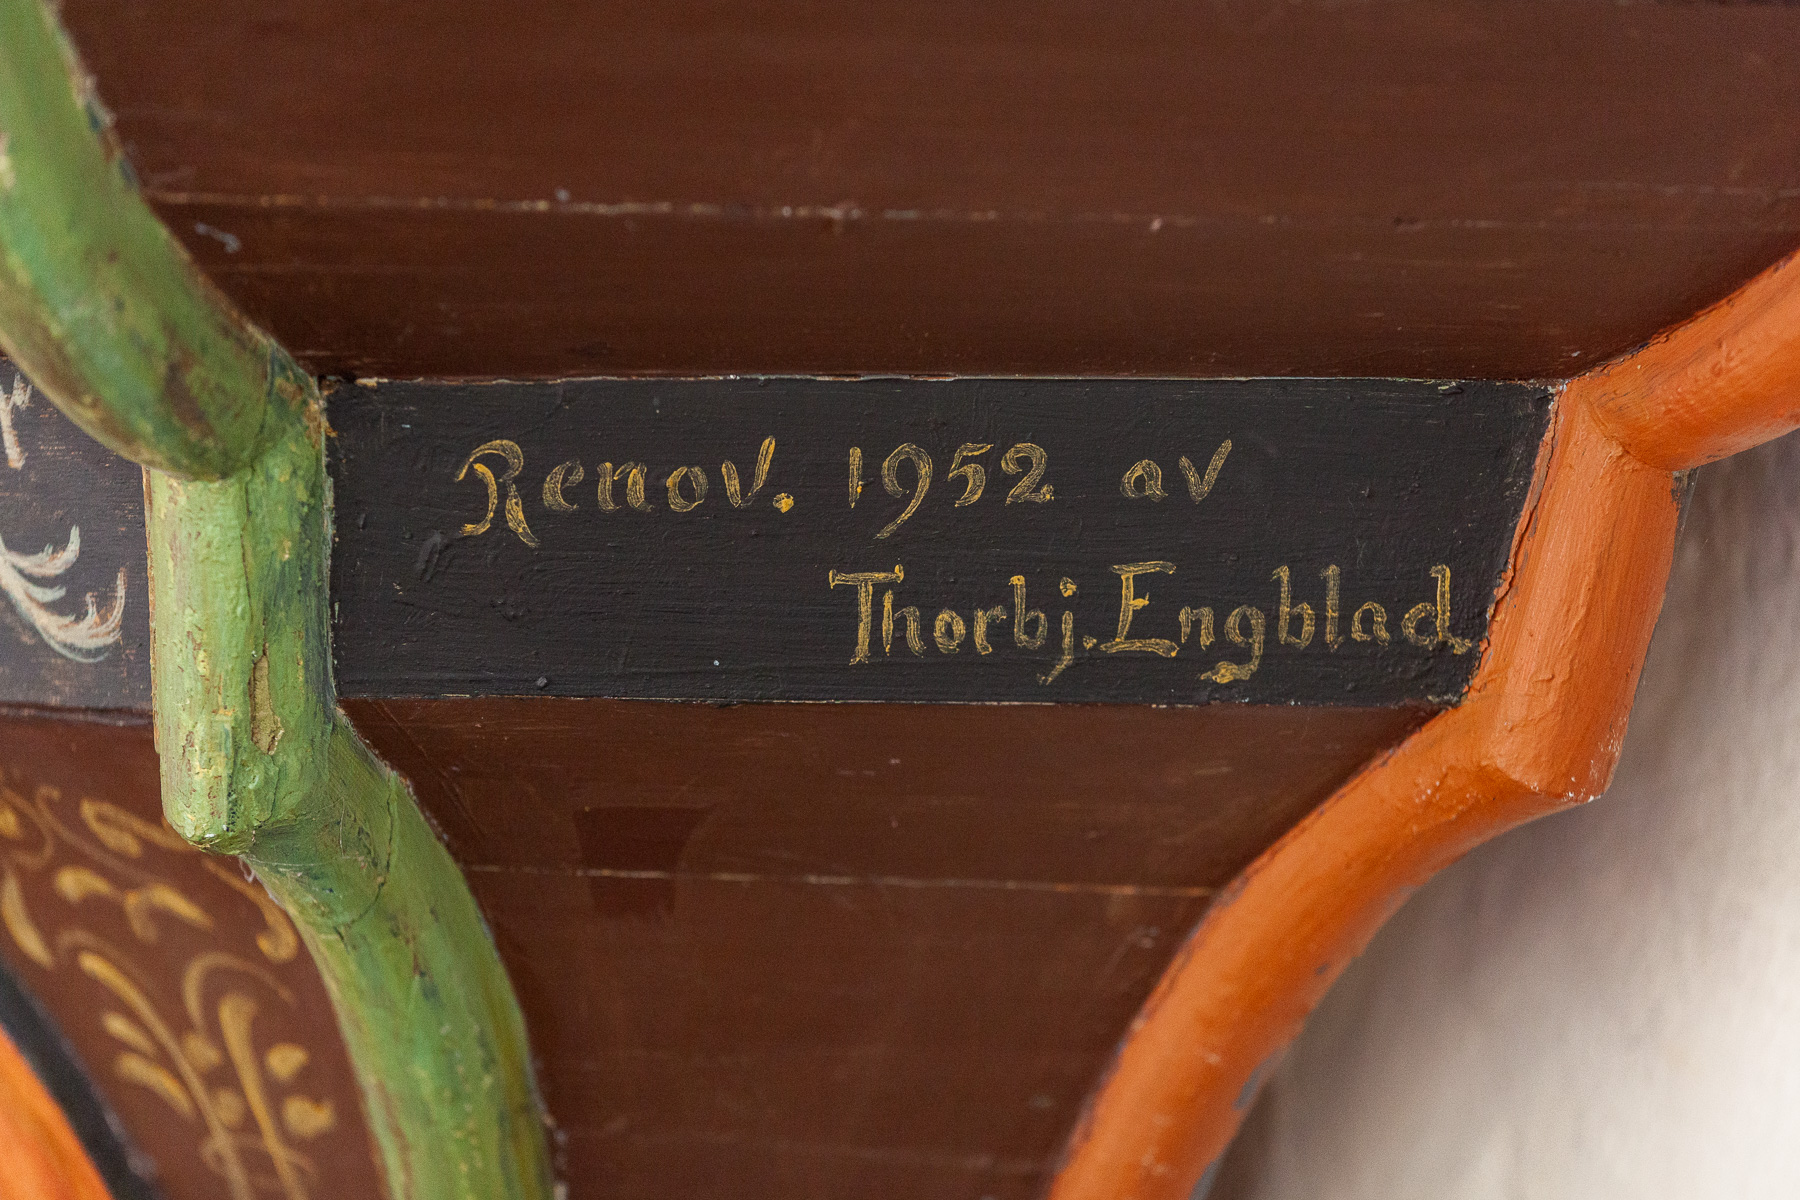 Renov. 1952 av
Thorbj. Engblad